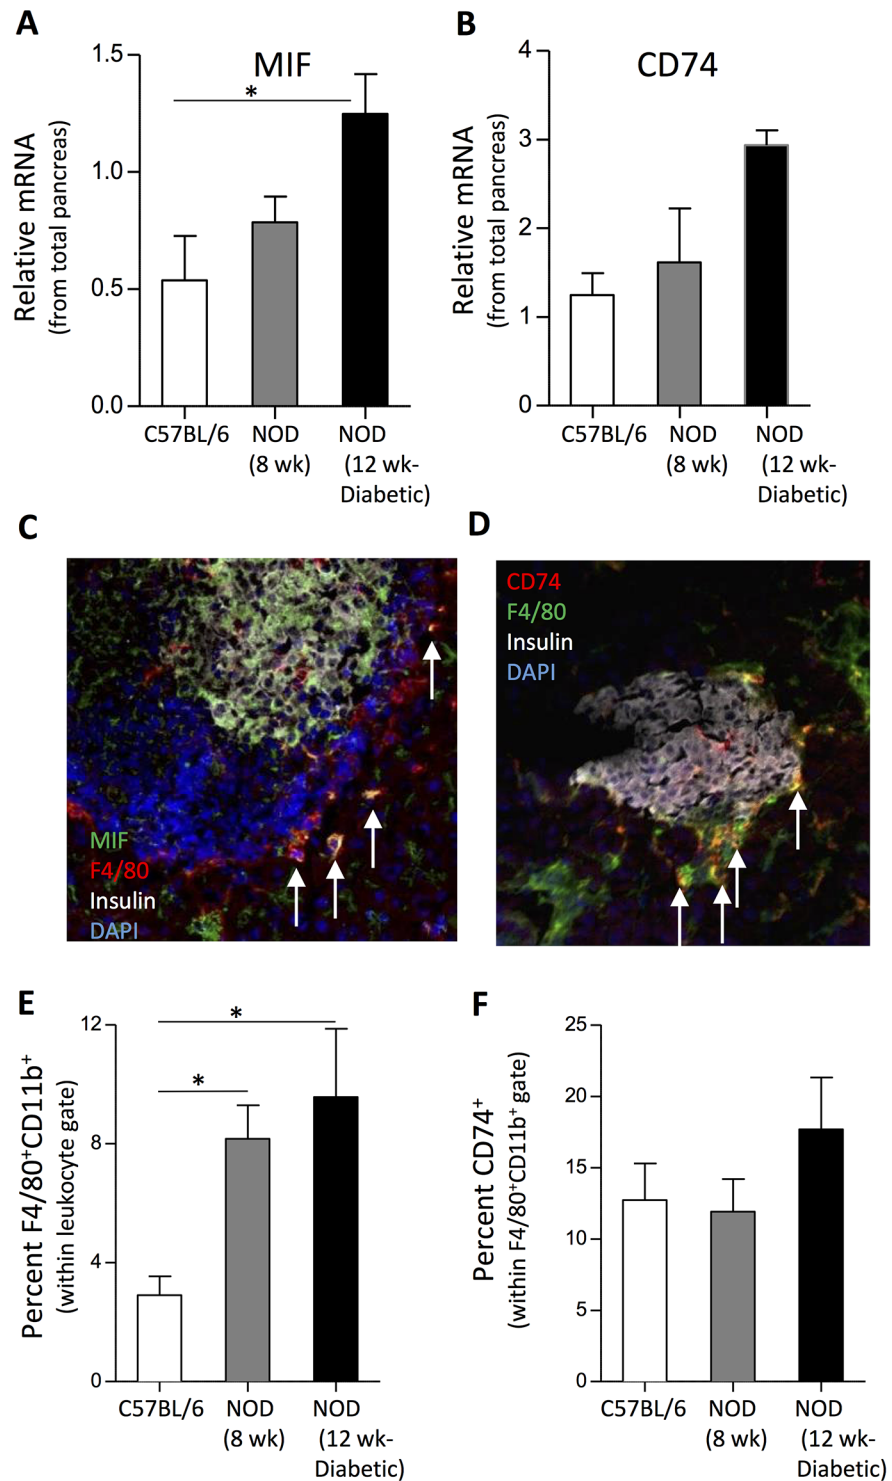 A
MIF
Relative mRNA
(from total pancreas)
1.5
1.0
0.5
0.0
*
C57BL/6
NOD
(8 wk)
NOD
(12 wk-
Diabetic)
B
CD74
Relative mRNA
(from total pancreas)
4
3
2
1
0
C57BL/6
NOD
(8 wk)
NOD
(12 wk-
Diabetic)
C
MIF
F4/80
Insulin
DAPI
D
CD74
F4/80
Insulin
DAPI
E
Percent F4/80⁺CD11b⁺
(within leukocyte gate)
12
8
4
0
*
*
C57BL/6
NOD
(8 wk)
NOD
(12 wk-
Diabetic)
F
Percent CD74⁺
(within F4/80⁺CD11b⁺ gate)
25
20
15
10
5
0
C57BL/6
NOD
(8 wk)
NOD
(12 wk-
Diabetic)